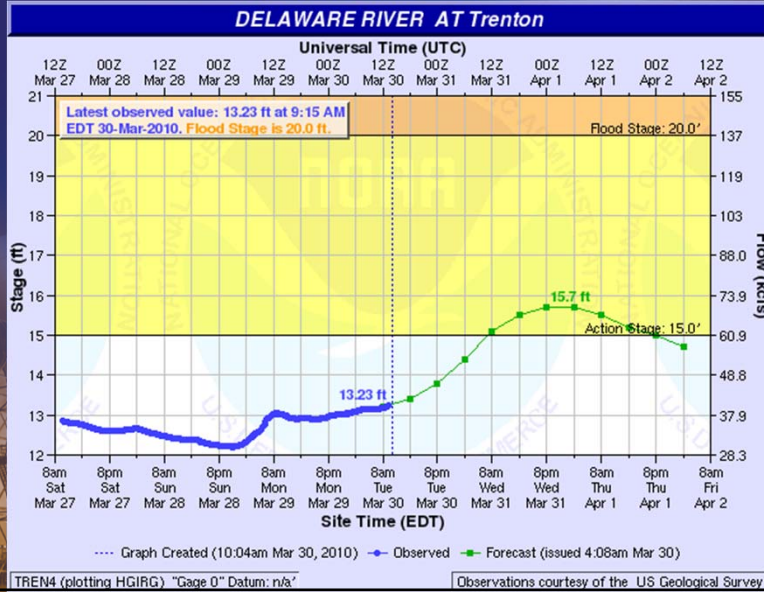 DELAWARE RIVER AT Trenton
Universal Time (UTC)
12Z 00Z 12Z 00Z 12Z 00Z 12Z 00Z 12Z 00Z 12Z 00Z 12Z
Mar 27 Mar 28 Mar 28 Mar 29 Mar 29 Mar 30 Mar 30 Mar 31 Mar 31 Apr 1 Apr 1 Apr 2 Apr 2
Latest observed value: 13.23 ft at 9:15 AM
EDT 30-Mar-2010. Flood Stage is 20.0 ft.
Flood Stage: 20.0'
15.7 ft
Action Stage: 15.0'
13.23 ft
Stage (ft)
21
20
19
18
17
16
15
14
13
12
155
137
119
103
88.0
73.9
60.9
48.8
37.9
28.3
Flow (kcfs)
NOAA
8am 8pm 8am 8pm 8am 8pm 8am 8pm 8am 8pm 8am 8pm 8am
Sat Sat Sun Sun Mon Mon Tue Tue Wed Wed Thu Thu Fri
Mar 27 Mar 27 Mar 28 Mar 28 Mar 29 Mar 29 Mar 30 Mar 30 Mar 31 Mar 31 Apr 1 Apr 1 Apr 2
Site Time (EDT)
Graph Created (10:04am Mar 30, 2010) Observed Forecast (issued 4:08am Mar 30)
TREN4 (plotting HGIRG) "Gage 0" Datum: n/a'
Observations courtesy of the US Geological Survey